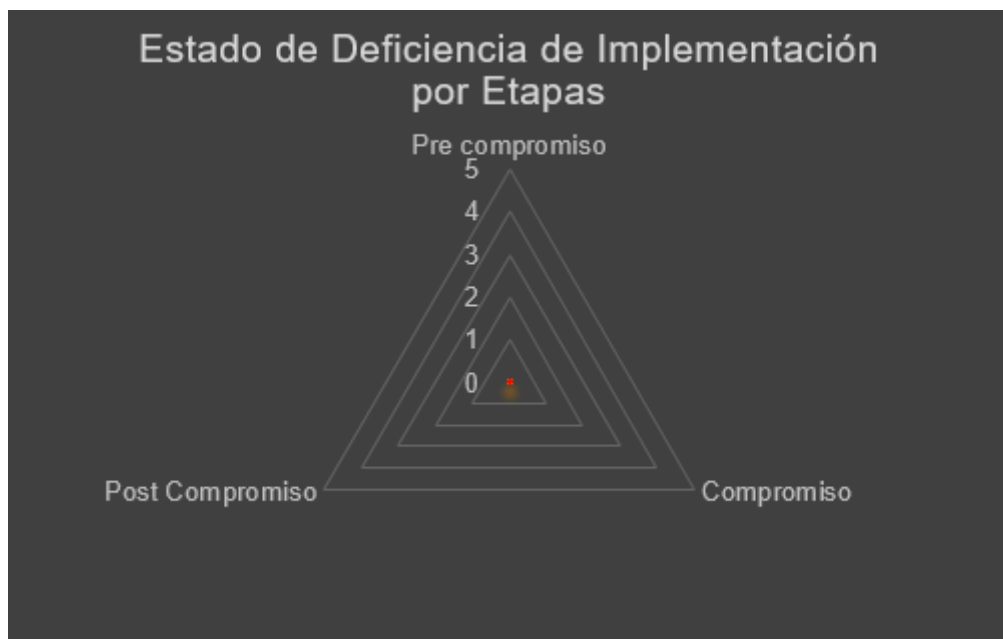 Estado de Deficiencia de Implementación
por Etapas
Pre compromiso
5
4
3
2
1
0
Post Compromiso
Compromiso